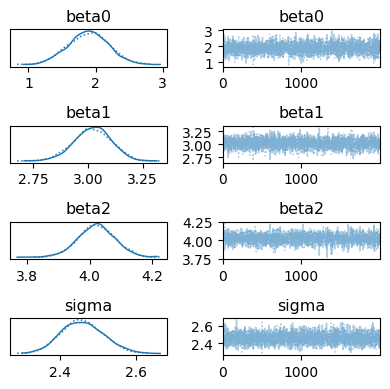 beta0 beta0
3
2
1
1 2 3 0 1000
beta1 beta1
3.25
3.00
2.75
2.75 3.00 3.25 0 1000
beta2 beta2
4.25
4.00
3.75
3.8 4.0 4.2 0 1000
sigma sigma
2.6
2.4
2.4 2.6 0 1000